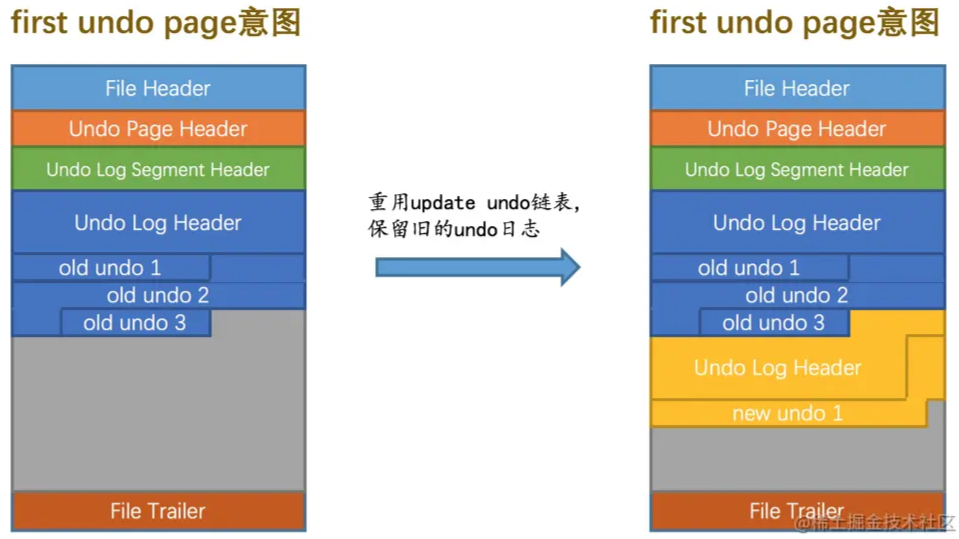 first undo page意图
File Header
Undo Page Header
Undo Log Segment Header
Undo Log Header
old undo 1
old undo 2
old undo 3
File Trailer
重用update undo链表，
保留旧的undo日志
first undo page意图
File Header
Undo Page Header
Undo Log Segment Header
Undo Log Header
old undo 1
old undo 2
old undo 3
Undo Log Header
new undo 1
File Trailer
@稀土掘金技术社区